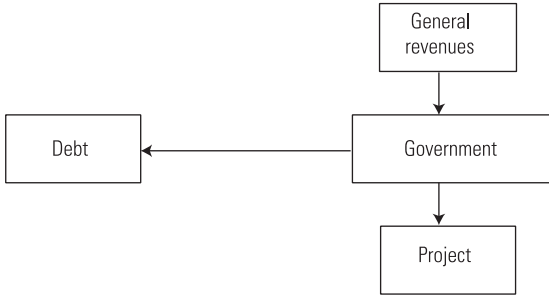 General
revenues
Debt
Government
Project